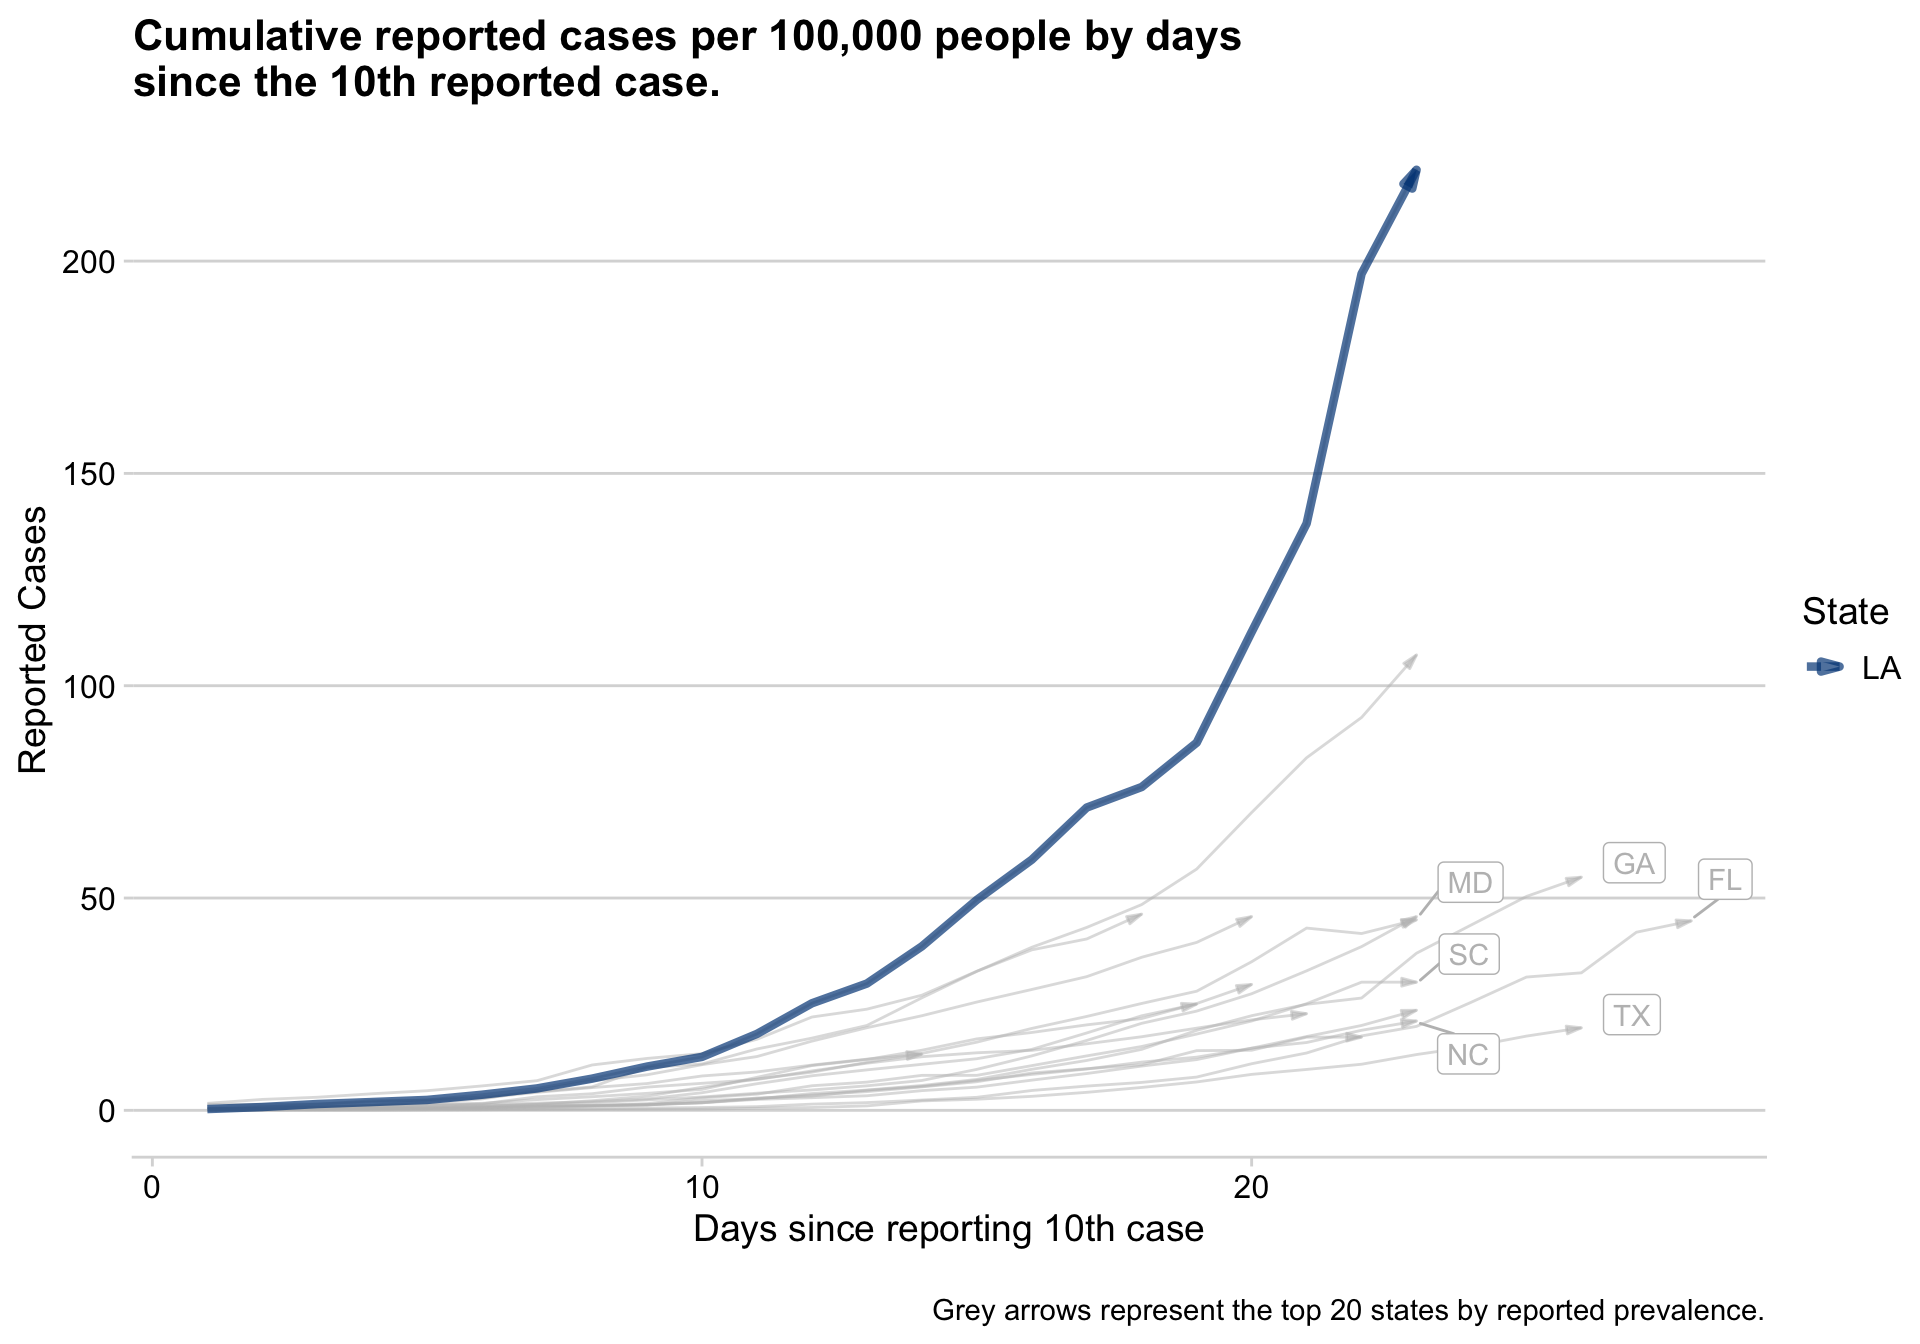 Cumulative reported cases per 100,000 people by days
since the 10th reported case.
200
150
100
50
0
Reported Cases
MD
GA
FL
SC
TX
NC
State
LA
0
10
20
Days since reporting 10th case
Grey arrows represent the top 20 states by reported prevalence.